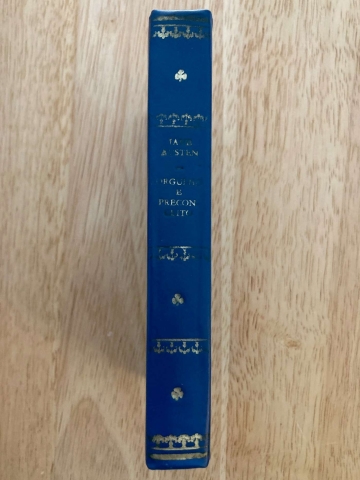 JANE
AUSTEN
ORGULHO
E
PRECON
CEITO